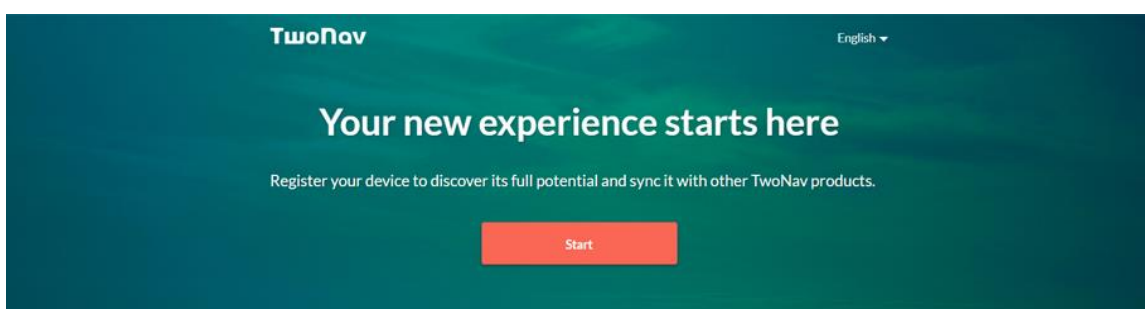 TwoNav
English
Your new experience starts here
Register your device to discover its full potential and sync it with other TwoNav products.
Start